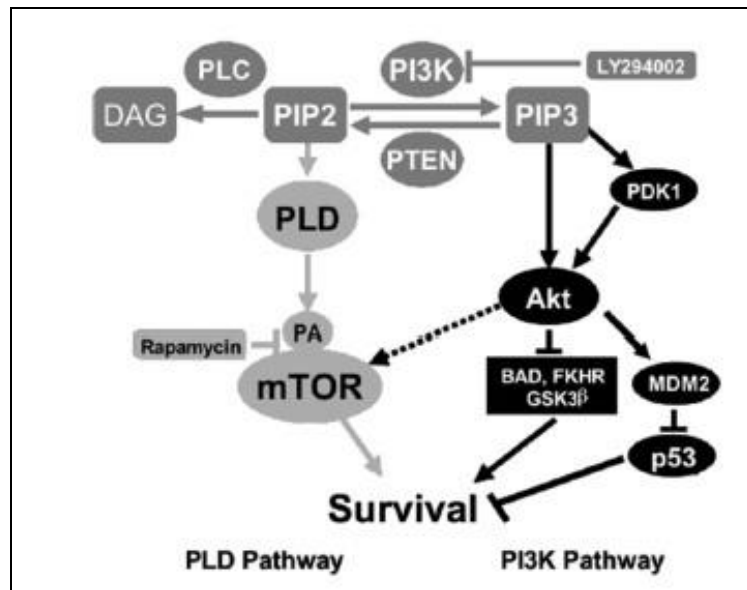 PLC
PI3K
LY294002
DAG
PIP2
PIP3
PTEN
PDK1
PLD
Akt
PA
Rapamycin
mTOR
BAD, FKHR
GSK3β
MDM2
p53
Survival
PLD Pathway
PI3K Pathway